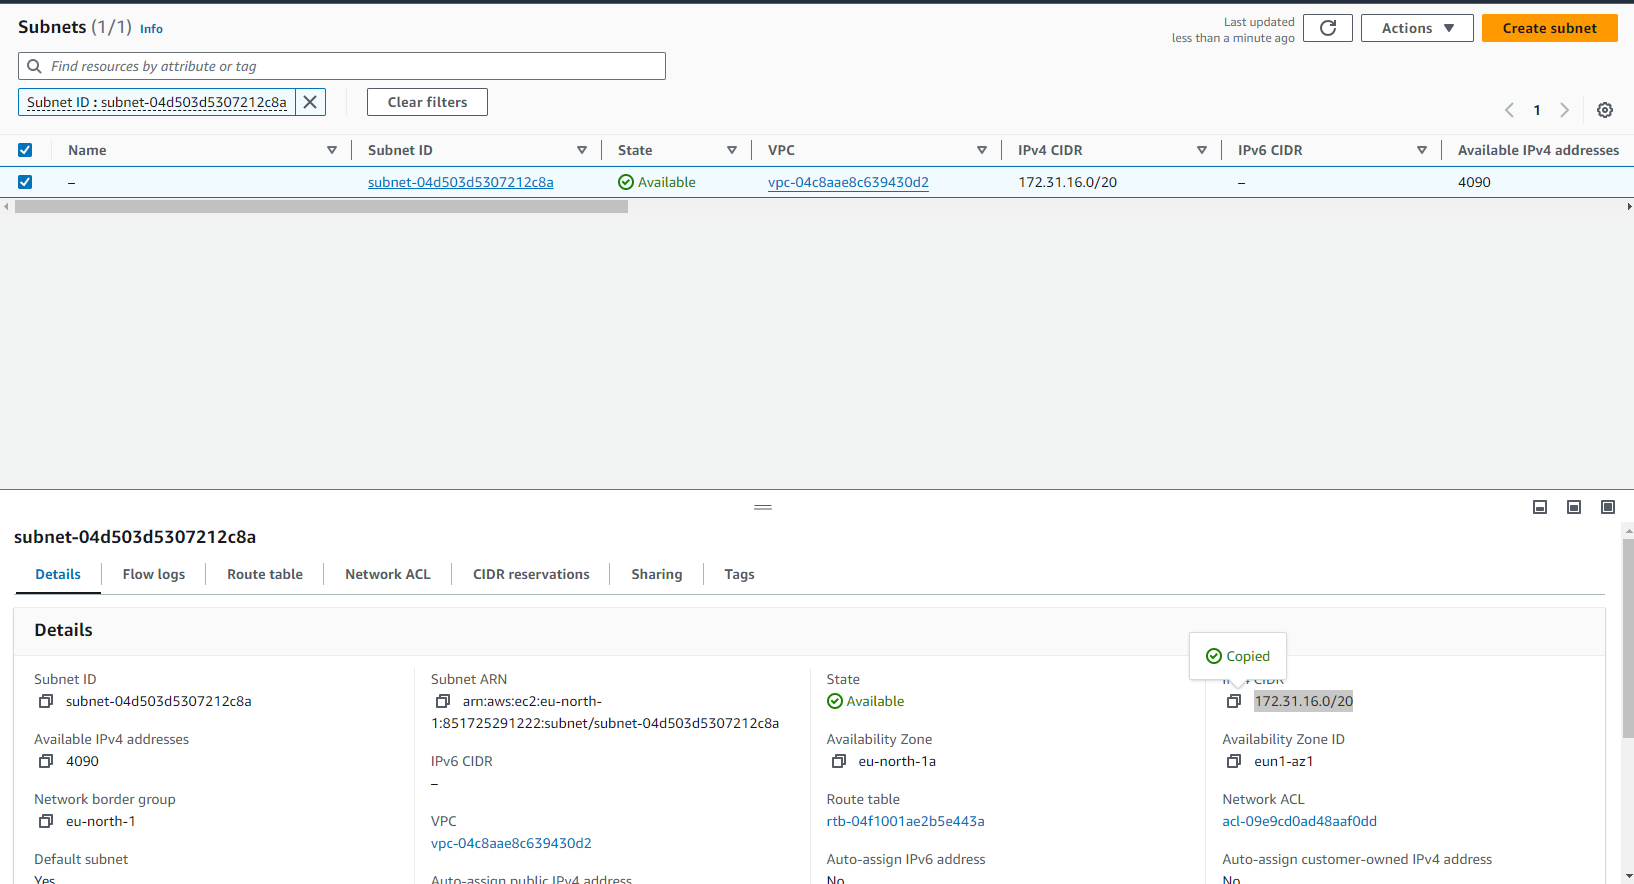 Subnets (1/1) Info
Last updated
less than a minute ago
Actions
Create subnet
Find resources by attribute or tag
Subnet ID : subnet-04d503d5307212c8a
Clear filters
1
Name Subnet ID State VPC IPv4 CIDR IPv6 CIDR Available IPv4 addresses
– subnet-04d503d5307212c8a Available vpc-04c8aae8c639430d2 172.31.16.0/20 – 4090
subnet-04d503d5307212c8a
Details Flow logs Route table Network ACL CIDR reservations Sharing Tags
Details
Copied
Subnet ID
subnet-04d503d5307212c8a
Subnet ARN
arn:aws:ec2:eu-north-
1:851725291222:subnet/subnet-04d503d5307212c8a
State
Available
CIDR
172.31.16.0/20
Available IPv4 addresses
4090
IPv6 CIDR
–
Availability Zone
eu-north-1a
Availability Zone ID
eun1-az1
Network border group
eu-north-1
VPC
vpc-04c8aae8c639430d2
Route table
rtb-04f1001ae2b5e443a
Network ACL
acl-09e9cd0ad48aaf0dd
Default subnet
Yes
Auto-assign public IPv4 address
Auto-assign IPv6 address
No
Auto-assign customer-owned IPv4 address
No